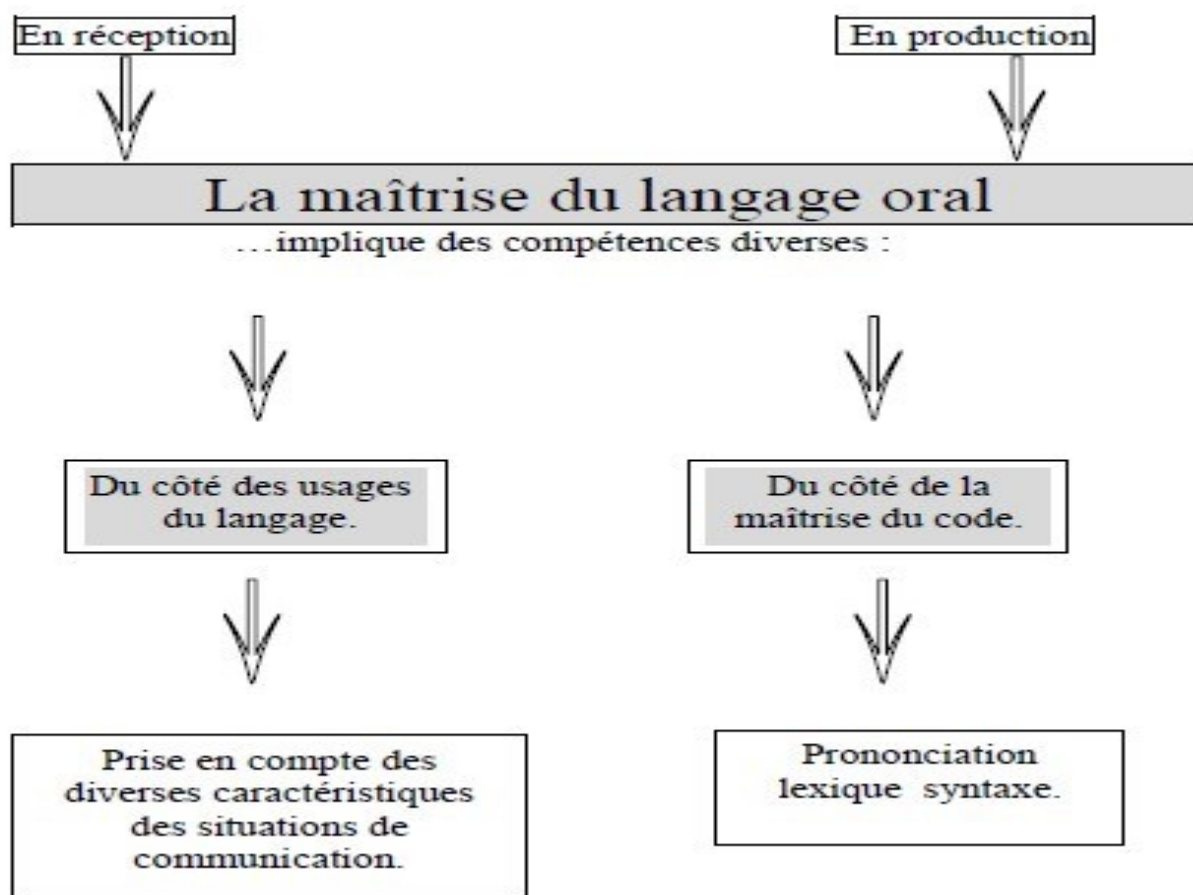 En réception
En production
La maîtrise du langage oral
…implique des compétences diverses :
Du côté des usages
du langage.
Du côté de la
maîtrise du code.
Prise en compte des
diverses caractéristiques
des situations de
communication.
Prononciation
lexique syntaxe.